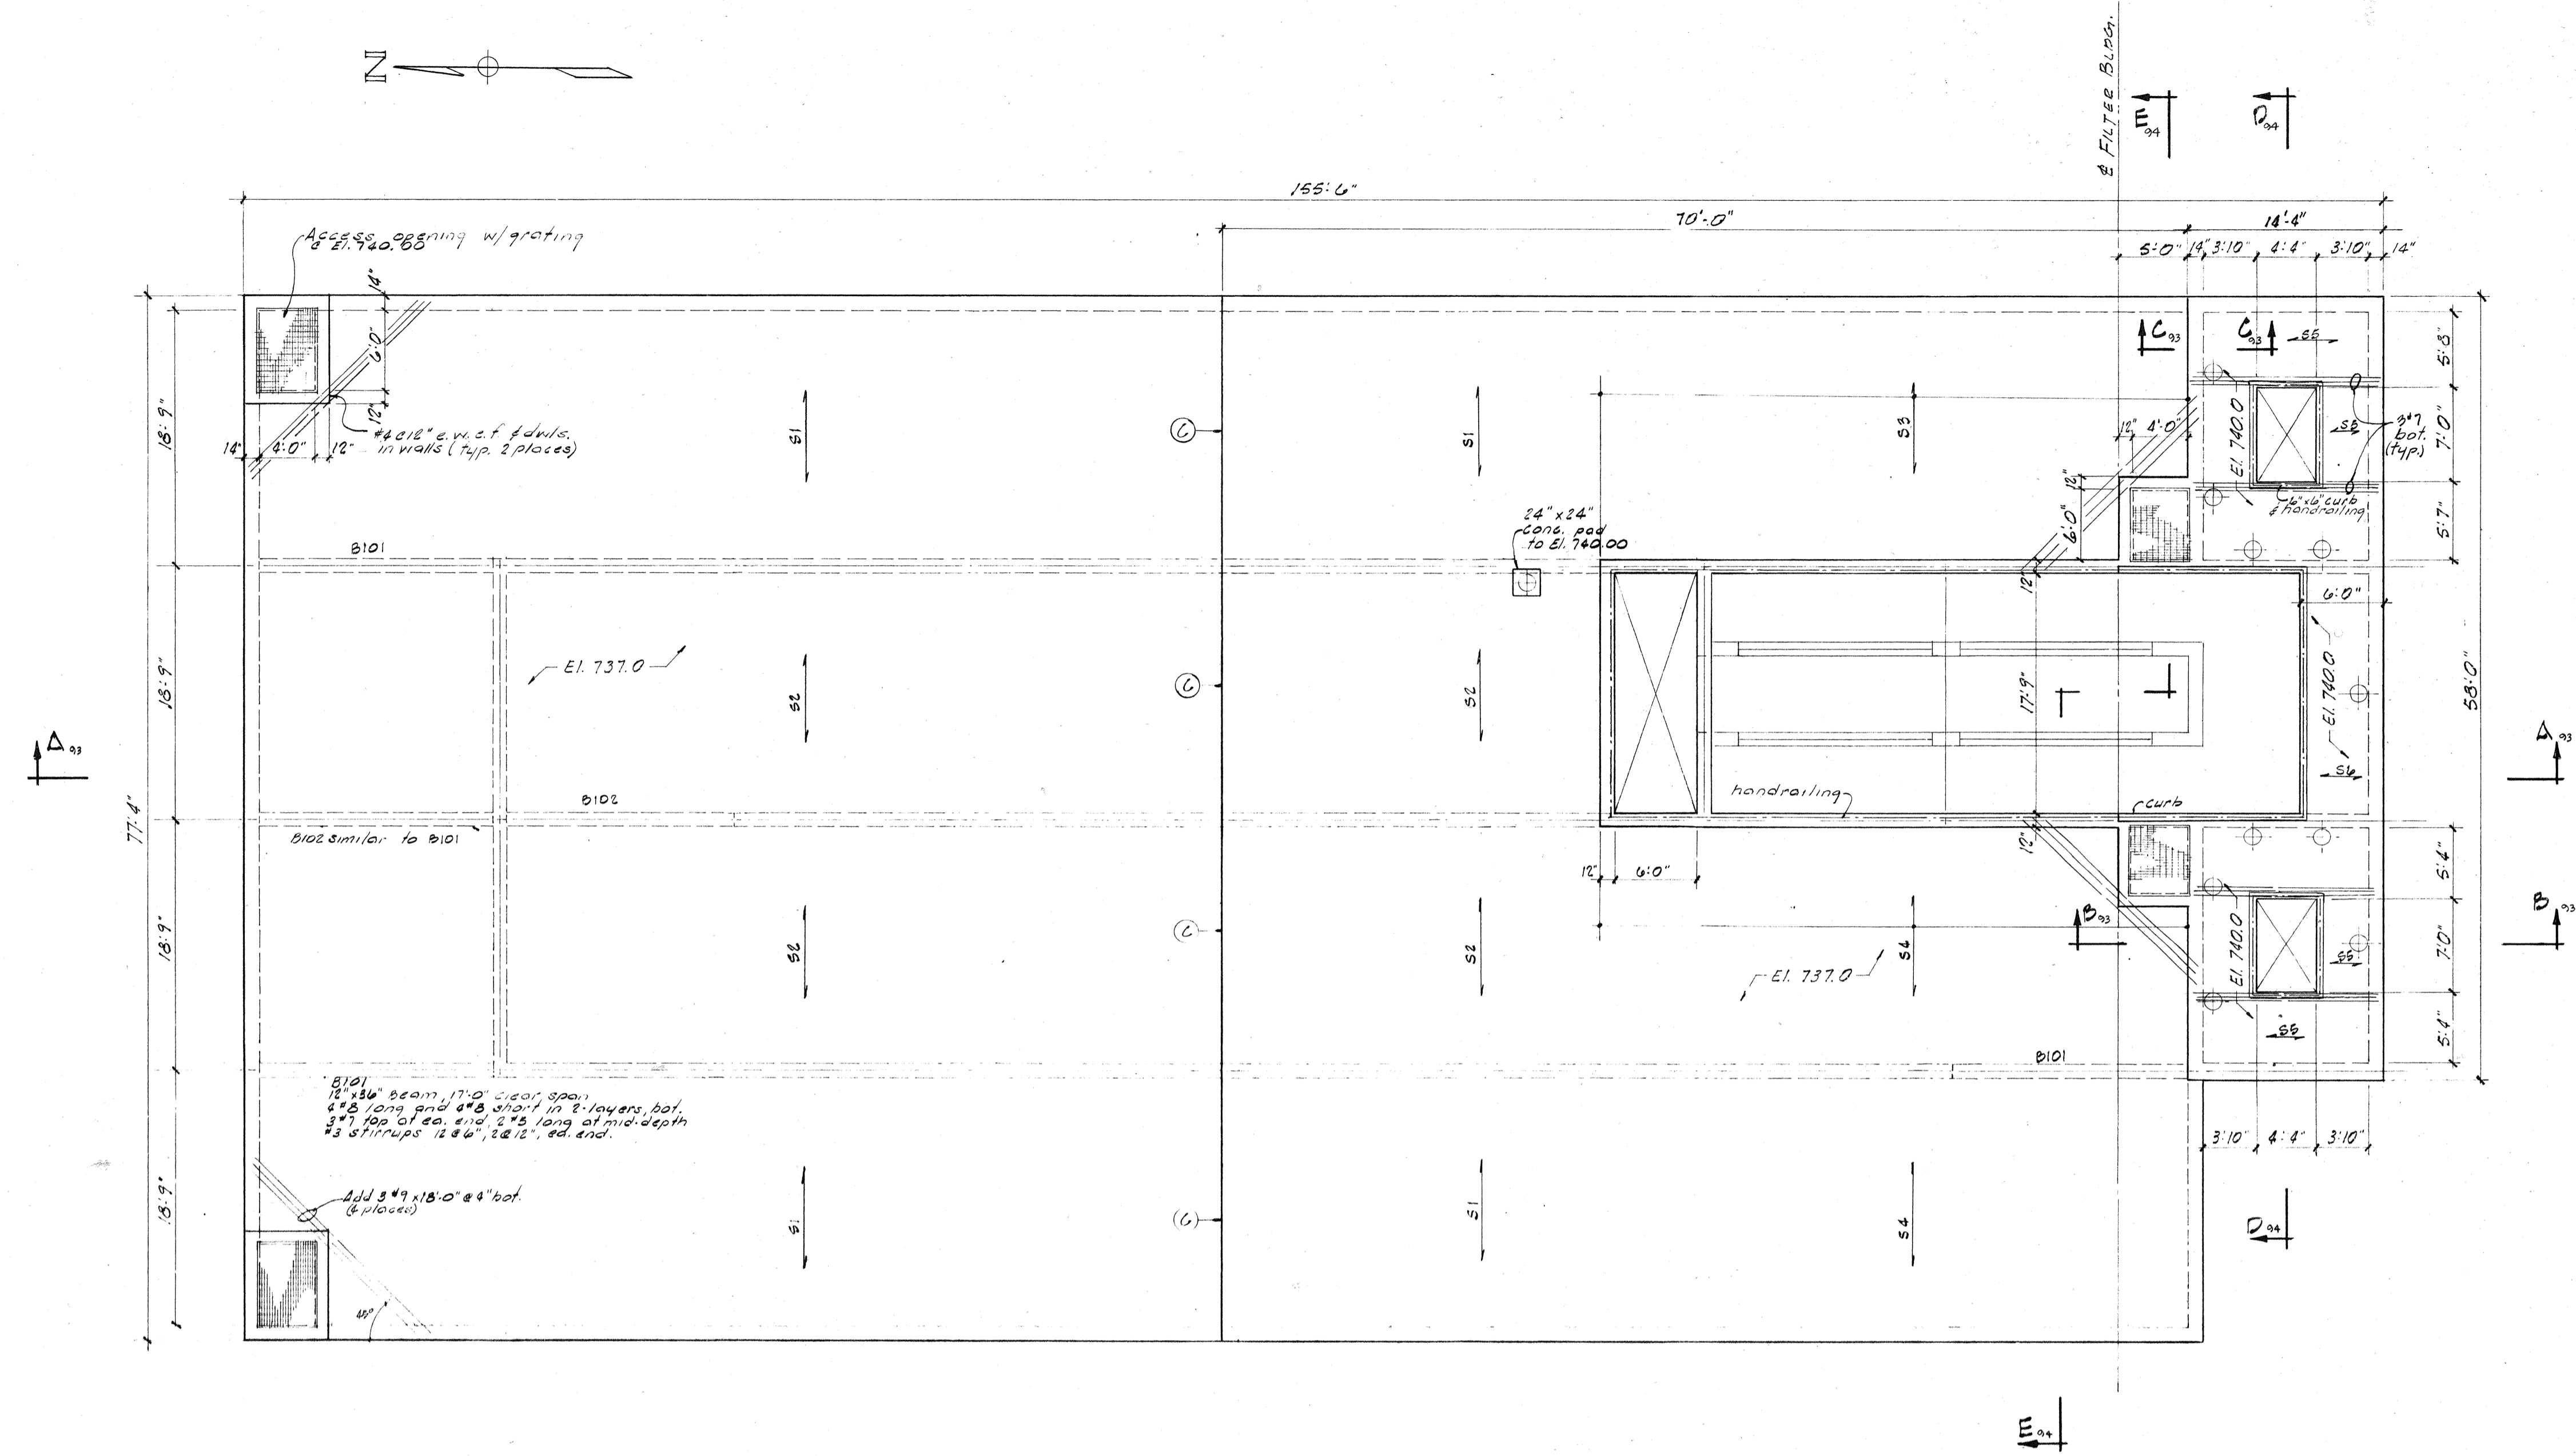 N
℄ FILTER BLDG.
E 94
D 94
155'-6"
70'-0"
14'-4"
5'-0"
14"
3'-10"
4'-4"
3'-10"
14"
Access opening w/grating
@ El. 740.00
14"
6'-0"
12"
#4@12" e.w.e.f & dwls.
in walls (typ. 2 places)
14"
4'-0"
12"
18'-9"
18'-9"
18'-9"
18'-9"
77'-4"
S1
S1
S3
C 93
C 93
S5
5'-8"
7'-0"
5'-7"
El. 740.0
S5
3#7
bot.
(typ.)
6"x6" curb
& handrailing
12"
4'-0"
12"
6'-0"
24" x 24"
conc. pad
to El. 740.00
B101
El. 737.0
S2
S2
12"
17'-9"
12"
6'-0"
El. 740.0
S6
58'-0"
A 93
A 93
B102
B102 similar to B101
handrailing
curb
12"
6'-0"
5'-4"
7'-0"
5'-4"
B 93
B 93
S2
S2
S4
El. 737.0
El. 740.0
S5
S5
B101
B101
12"x36" Beam, 17'-0" clear span
4#8 long and 4#8 short in 2-layers, bot.
3#7 top at ea. end, 2#5 long at mid-depth
#3 stirrups 12@6", 2@12", ea. end.
3'-10"
4'-4"
3'-10"
Add 3#9 x18'-0" @ 4" bot.
(4 places)
45°
S1
S1
S4
D 94
E 94